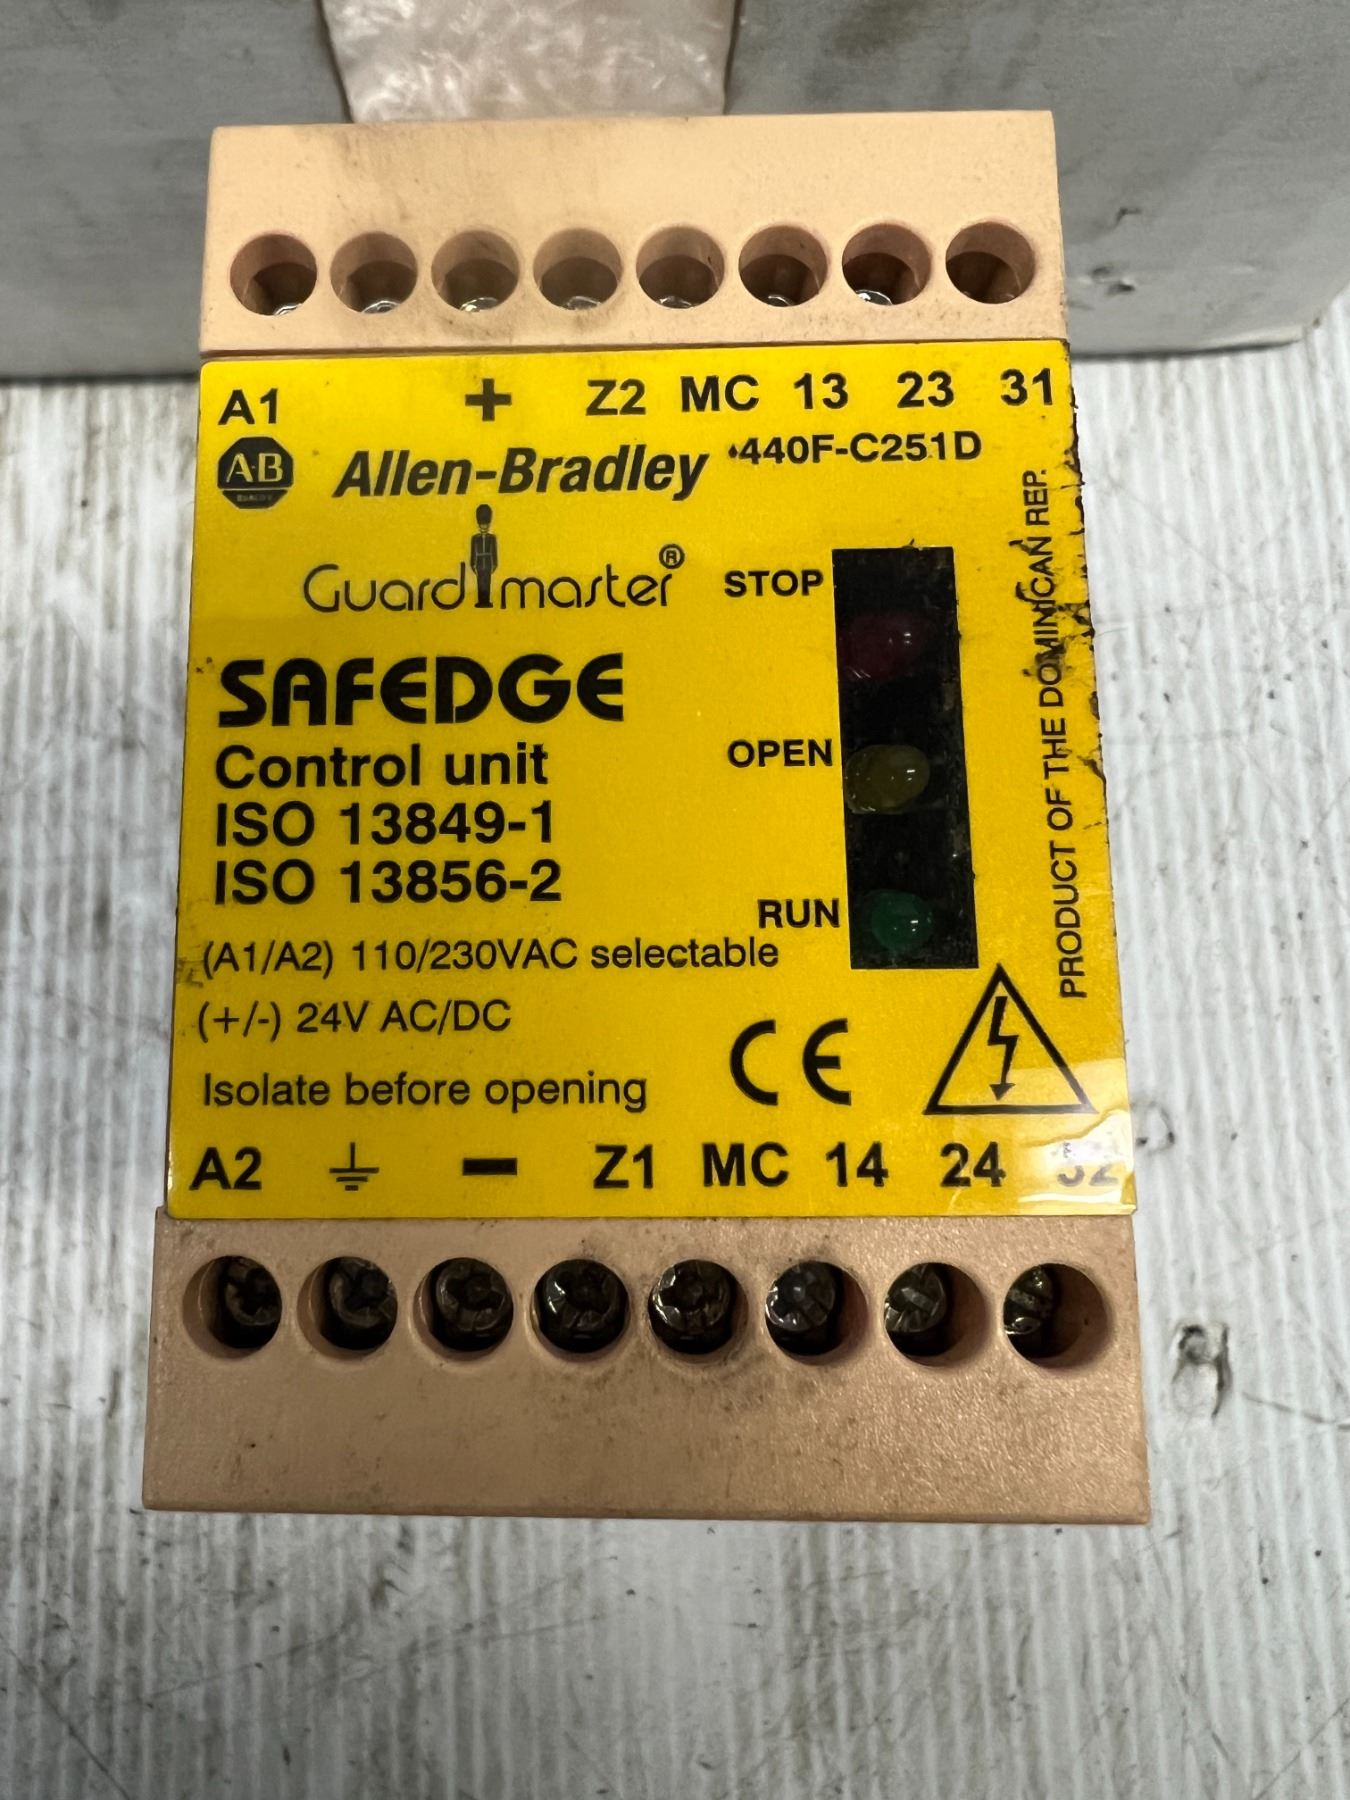 A1 + Z2 MC 13 23 31
A·B Allen-Bradley 440F-C251D
Guardmaster®
STOP
SAFEDGE
Control unit
OPEN
ISO 13849-1
ISO 13856-2
RUN
(A1/A2) 110/230VAC selectable
(+/-) 24V AC/DC
CE
Isolate before opening
PRODUCT OF THE DOMINICAN REP.
A2 - Z1 MC 14 24 32